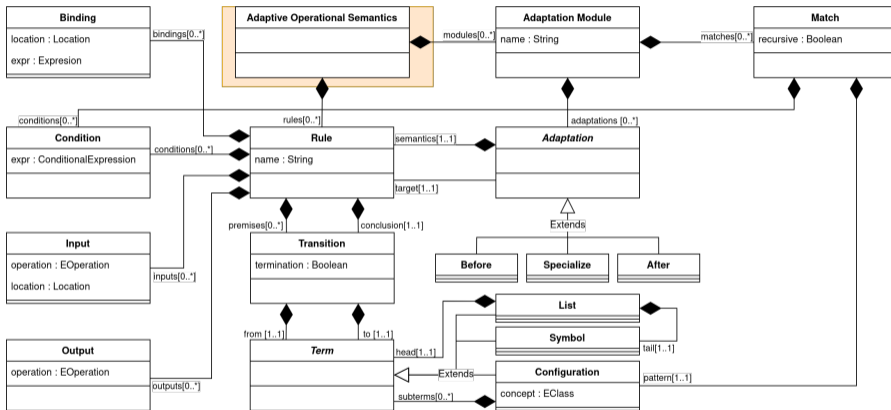 Binding
location : Location
expr : Expresion
bindings[0..*]
Adaptive Operational Semantics
modules[0..*]
Adaptation Module
name : String
matches[0..*]
Match
recursive : Boolean
conditions[0..*]
rules[0..*]
adaptations [0..*]
Condition
expr : ConditionalExpression
conditions[0..*]
Rule
name : String
semantics[1..1]
target[1..1]
Adaptation
premises[0..*]
conclusion[1..1]
Extends
Input
operation : EOperation
location : Location
inputs[0..*]
Transition
termination : Boolean
Before
Specialize
After
from [1..1]
to [1..1]
List
Symbol
tail[1..1]
Output
operation : EOperation
outputs[0..*]
Term
head[1..1]
Extends
subterms[0..*]
Configuration
concept : EClass
pattern[1..1]